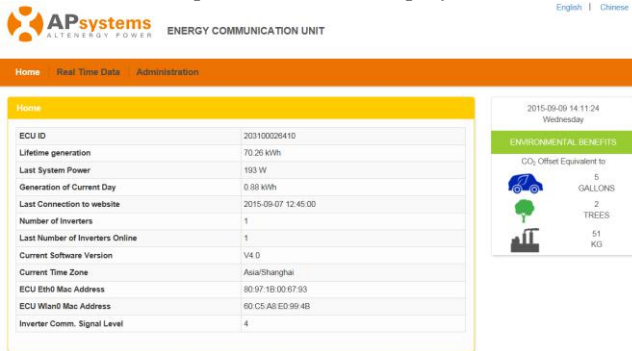 English | Chinese
APsystems
ALTENERGY POWER
ENERGY COMMUNICATION UNIT
Home Real Time Data Administration
Home
ECU ID 203100026410
Lifetime generation 70.26 kWh
Last System Power 193 W
Generation of Current Day 0.88 kWh
Last Connection to website 2015-09-07 12:45:00
Number of Inverters 1
Last Number of Inverters Online 1
Current Software Version V4.0
Current Time Zone Asia/Shanghai
ECU Eth0 Mac Address 80:97:1B:00:67:93
ECU Wlan0 Mac Address 60:C5:A8:E0:99:4B
Inverter Comm. Signal Level 4
2015-09-09 14:11:24
Wednesday
ENVIRONMENTAL BENEFITS
CO₂ Offset Equivalent to
5
GALLONS
2
TREES
51
KG